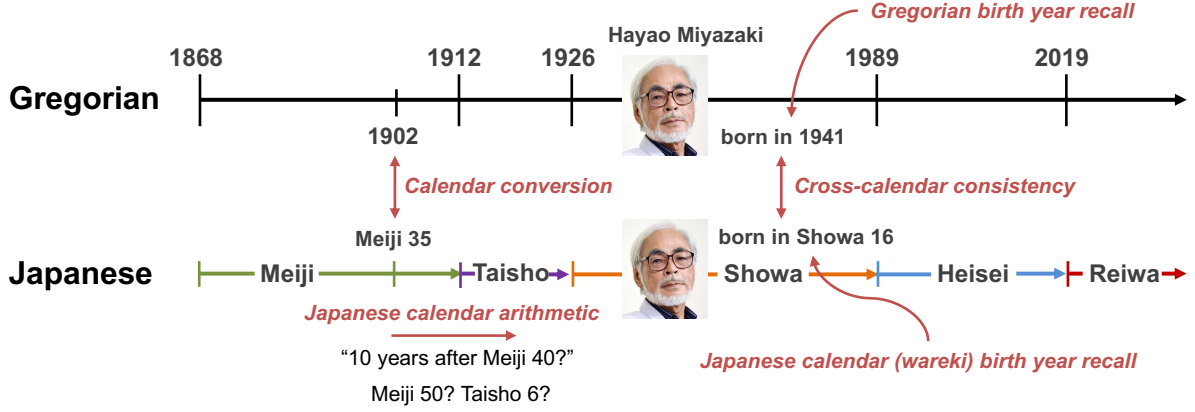 Gregorian birth year recall
Hayao Miyazaki
1868
1912
1926
1989
2019
Gregorian
1902
born in 1941
Calendar conversion
Cross-calendar consistency
Meiji 35
born in Showa 16
Japanese
Meiji
Taisho
Showa
Heisei
Reiwa
Japanese calendar arithmetic
“10 years after Meiji 40?”
Japanese calendar (wareki) birth year recall
Meiji 50? Taisho 6?